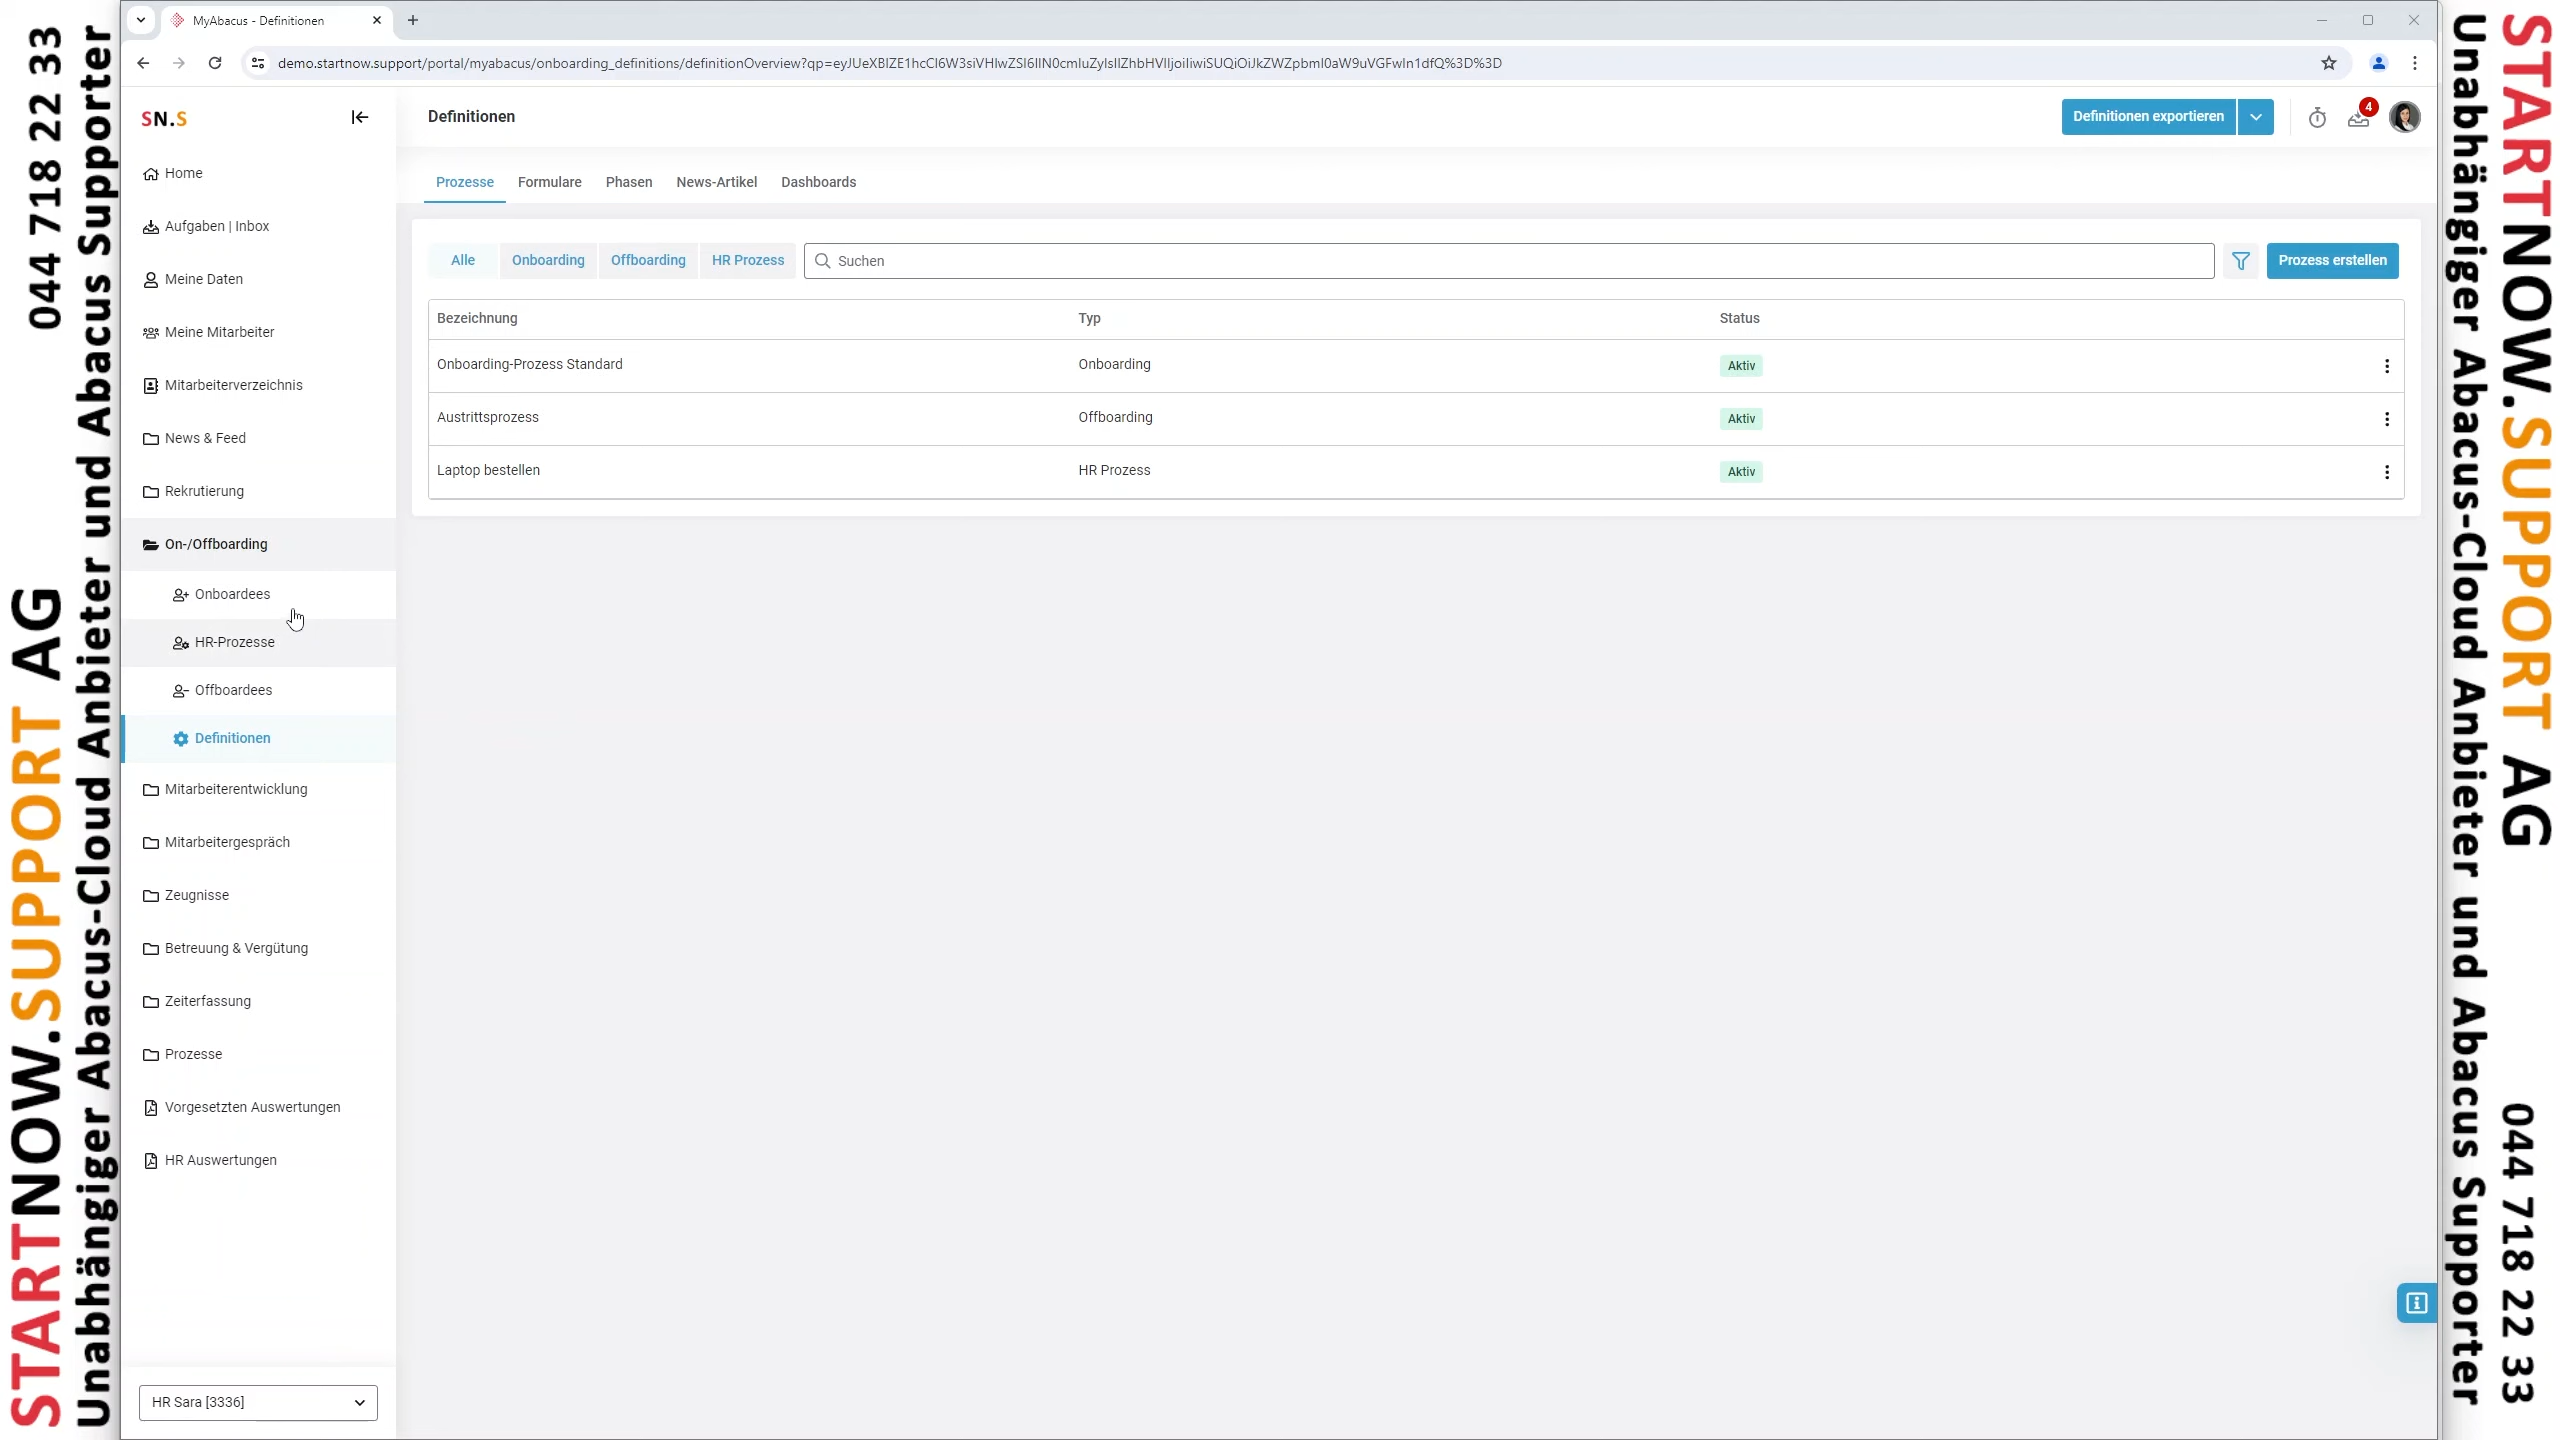 MyAbacus - Definitionen
demo.startnow.support/portal/myabacus/onboarding_definitions/definitionOverview?qp=eyJUeXBlZE1hcCI6W3siVHlwZSI6IlN0cmluZyIsIlZhbHVlIjoiIiwiSUQiOiJkZWZpbml0aW9uVGFwIn1dfQ%3D%3D
SN.S
Definitionen
Definitionen exportieren
4
Home
Aufgaben | Inbox
Meine Daten
Meine Mitarbeiter
Mitarbeiterverzeichnis
News & Feed
Rekrutierung
On-/Offboarding
Onboardees
HR-Prozesse
Offboardees
Definitionen
Mitarbeiterentwicklung
Mitarbeitergespräch
Zeugnisse
Betreuung & Vergütung
Zeiterfassung
Prozesse
Vorgesetzten Auswertungen
HR Auswertungen
HR Sara [3336]
Prozesse Formulare Phasen News-Artikel Dashboards
Alle Onboarding Offboarding HR Prozess Suchen Prozess erstellen
Bezeichnung Typ Status
Onboarding-Prozess Standard Onboarding Aktiv
Austrittsprozess Offboarding Aktiv
Laptop bestellen HR Prozess Aktiv
STARTNOW.SUPPORT AG 044 718 22 33
Unabhängiger Abacus-Cloud Anbieter und Abacus Supporter
STARTNOW.SUPPORT AG 044 718 22 33
Unabhängiger Abacus-Cloud Anbieter und Abacus Supporter